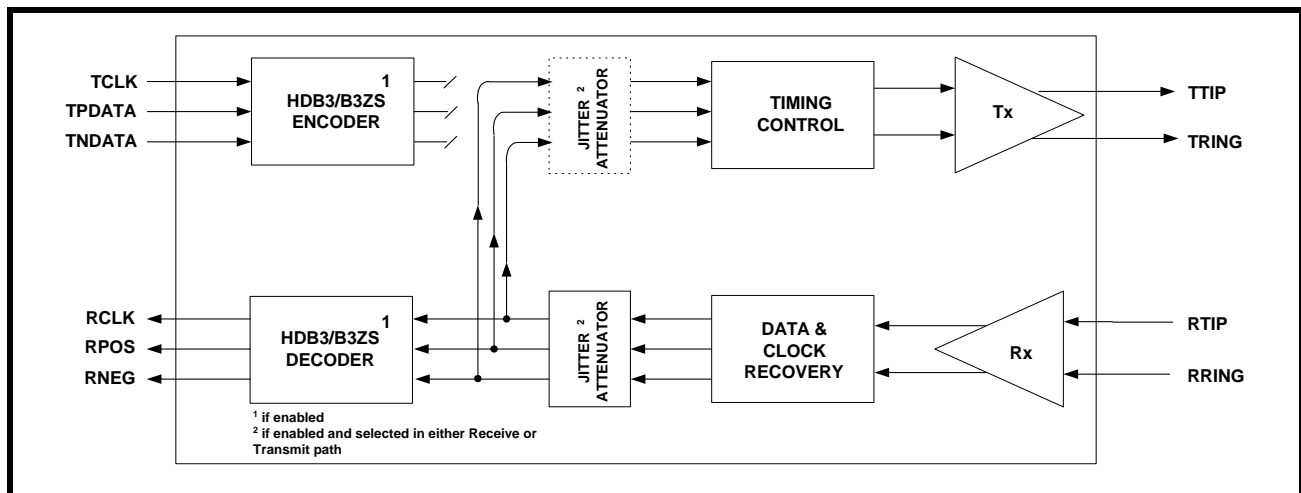 TCLK
TPDATA
TNDATA
HDB3/B3ZS 1
ENCODER
JITTER 2
ATTENUATOR
TIMING
CONTROL
Tx
TTIP
TRING
RCLK
RPOS
RNEG
HDB3/B3ZS 1
DECODER
JITTER 2
ATTENUATOR
DATA &
CLOCK
RECOVERY
Rx
RTIP
RRING
1 if enabled
2 if enabled and selected in either Receive or
Transmit path